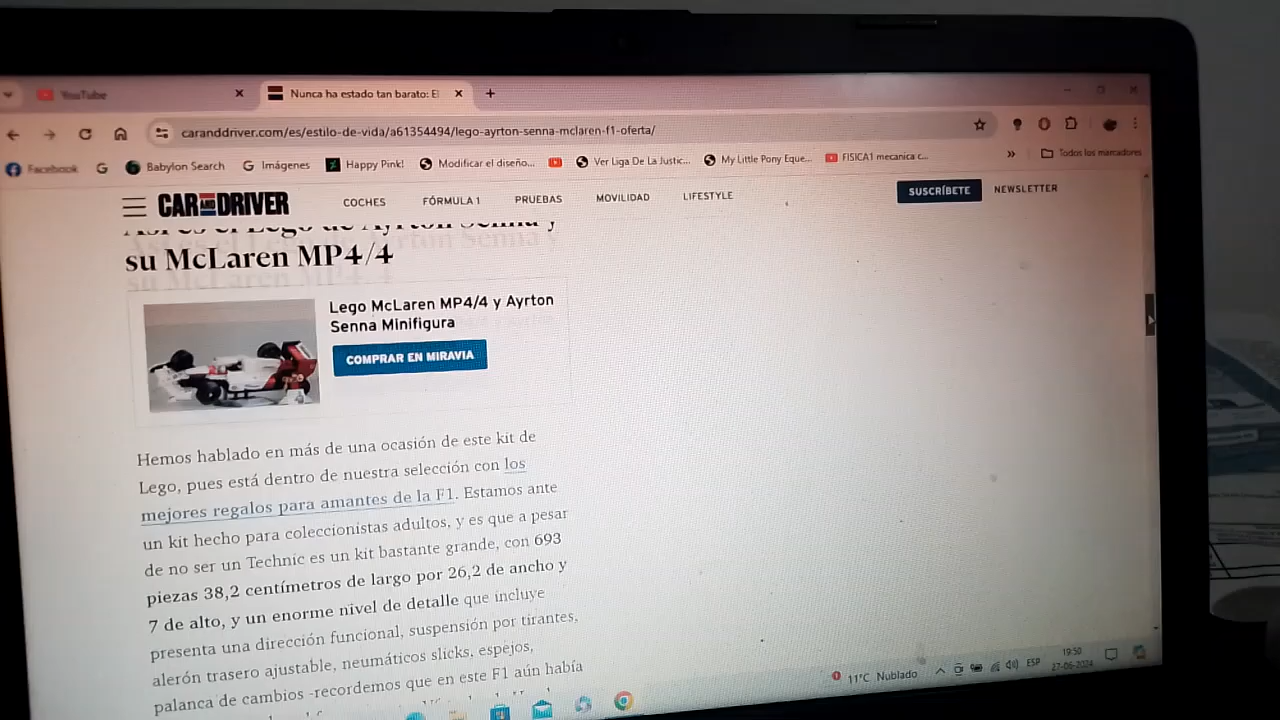 YouTube
Nunca ha estado tan barato: El
caranddriver.com/es/estilo-de-vida/a61354494/lego-ayrton-senna-mclaren-f1-oferta/
Facebook
Babylon Search
Imágenes
Happy Pink!
Modificar el diseño...
Ver Liga De La Justic...
My Little Pony Eque...
FISICA1 mecanica c...
Todos los marcadores
CAR AND DRIVER
COCHES
FÓRMULA 1
PRUEBAS
MOVILIDAD
LIFESTYLE
SUSCRÍBETE
NEWSLETTER
Así es el Lego de Ayrton Senna y
su McLaren MP4/4
Lego McLaren MP4/4 y Ayrton
Senna Minifigura
COMPRAR EN MIRAVIA
Hemos hablado en más de una ocasión de este kit de
Lego, pues está dentro de nuestra selección con los
mejores regalos para amantes de la F1. Estamos ante
un kit hecho para coleccionistas adultos, y es que a pesar
de no ser un Technic es un kit bastante grande, con 693
piezas 38,2 centímetros de largo por 26,2 de ancho y
7 de alto, y un enorme nivel de detalle que incluye
presenta una dirección funcional, suspensión por tirantes,
alerón trasero ajustable, neumáticos slicks, espejos,
palanca de cambios -recordemos que en este F1 aún había
11°C Nublado
ESP
19:50
27-06-2024